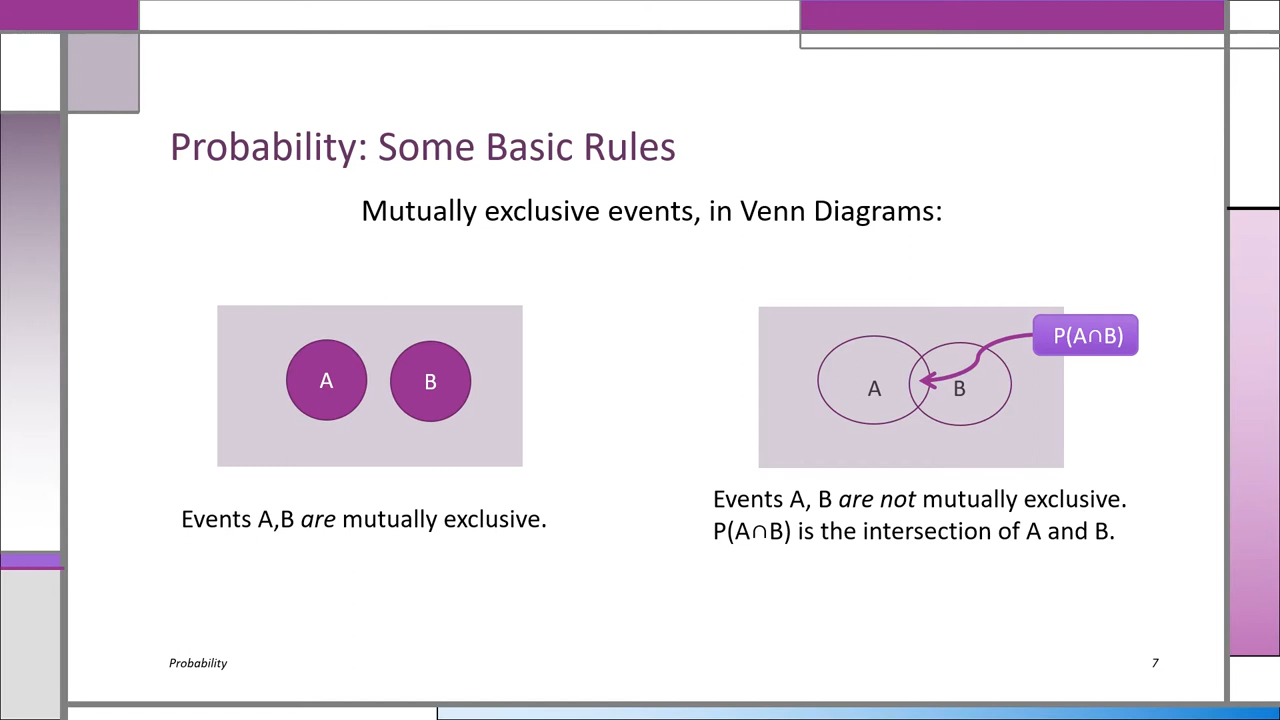 Probability: Some Basic Rules
Mutually exclusive events, in Venn Diagrams:
A
B
A
B
P(A∩B)
Events A,B are mutually exclusive.
Events A, B are not mutually exclusive.
P(A∩B) is the intersection of A and B.
Probability
7